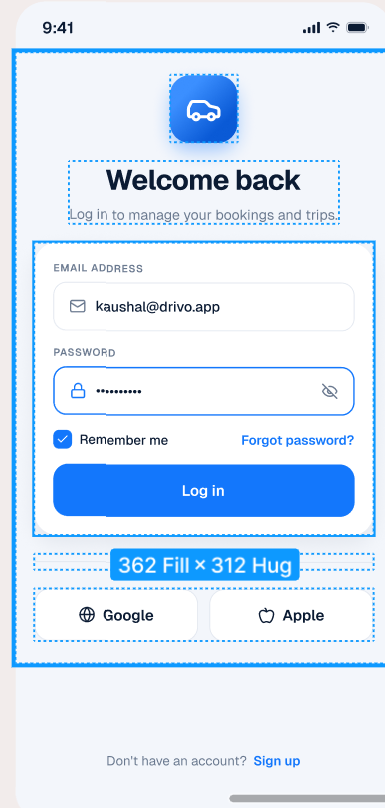 9:41
Welcome back
Log in to manage your bookings and trips.
EMAIL ADDRESS
kaushal@drivo.app
PASSWORD
•••••••••
Remember me
Forgot password?
Log in
362 Fill × 312 Hug
Google
Apple
Don't have an account? Sign up